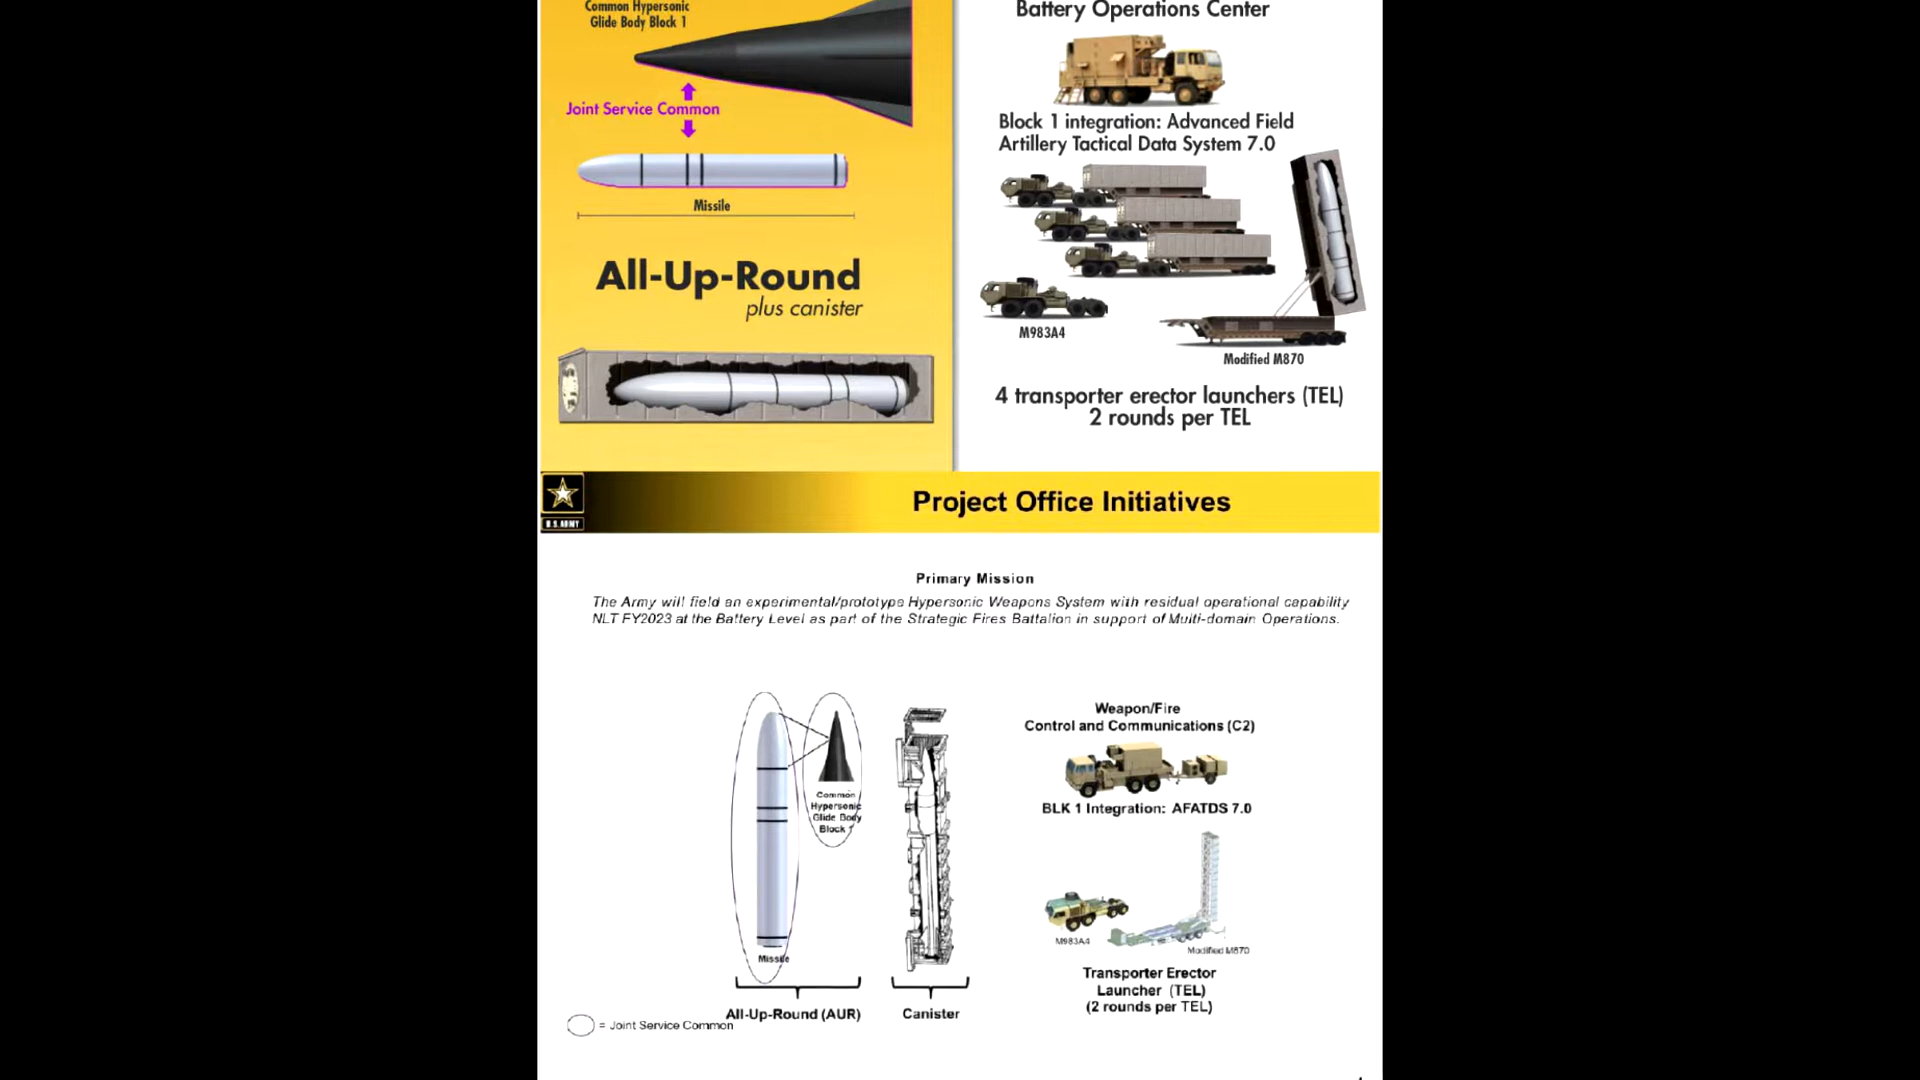 Common Hypersonic
Glide Body Block 1
Joint Service Common
Missile
All-Up-Round
plus canister
Battery Operations Center
Block 1 integration: Advanced Field
Artillery Tactical Data System 7.0
M983A4
Modified M870
4 transporter erector launchers (TEL)
2 rounds per TEL
U.S. ARMY
Project Office Initiatives
Primary Mission
The Army will field an experimental/prototype Hypersonic Weapons System with residual operational capability
NLT FY2023 at the Battery Level as part of the Strategic Fires Battalion in support of Multi-domain Operations.
Common
Hypersonic
Glide Body
Block 1
Missile
All-Up-Round (AUR)
Canister
= Joint Service Common
Weapon/Fire
Control and Communications (C2)
BLK 1 Integration: AFATDS 7.0
M983A4
Modified M870
Transporter Erector
Launcher (TEL)
(2 rounds per TEL)